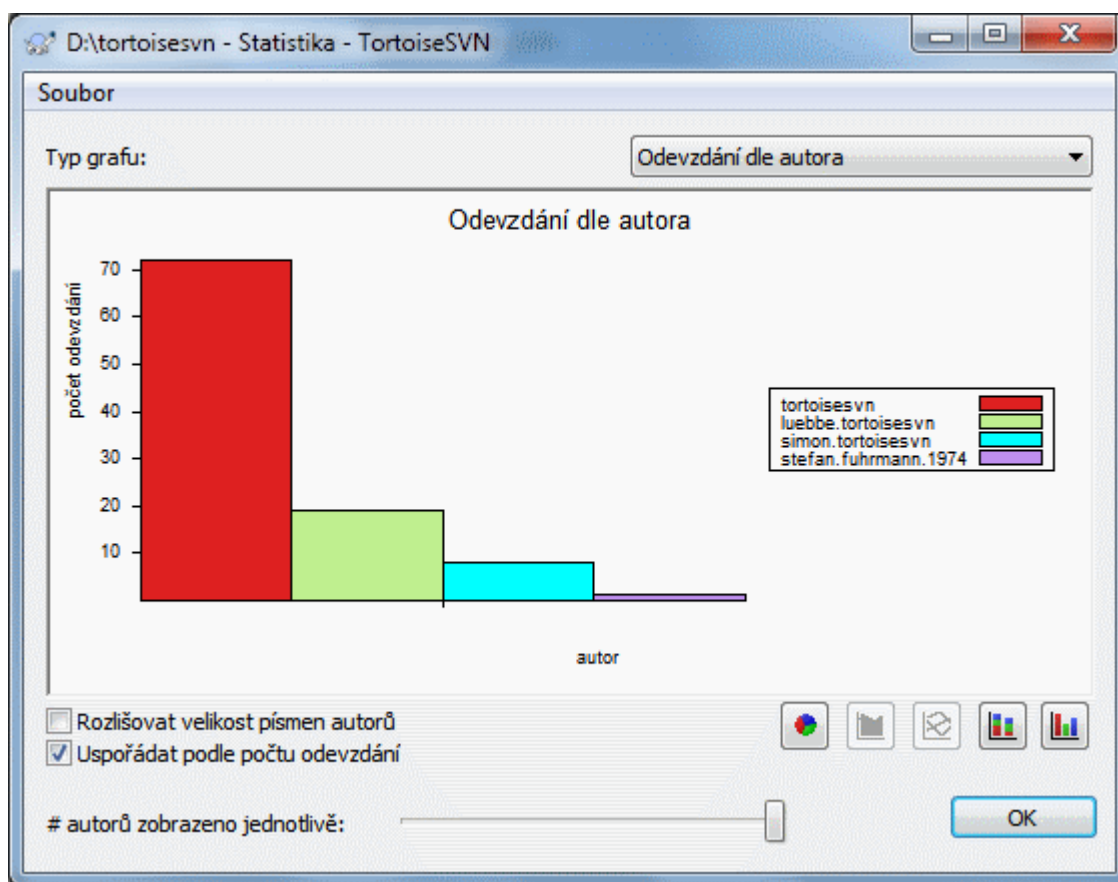 D:\tortoisesvn - Statistika - TortoiseSVN
Soubor
Typ grafu:
Odevzdání dle autora
Odevzdání dle autora
počet odevzdání
70
60
50
40
30
20
10
tortoisesvn
luebbe.tortoisesvn
simon.tortoisesvn
stefan.fuhrmann.1974
autor
Rozlišovat velikost písmen autorů
Uspořádat podle počtu odevzdání
# autorů zobrazeno jednotlivě:
OK